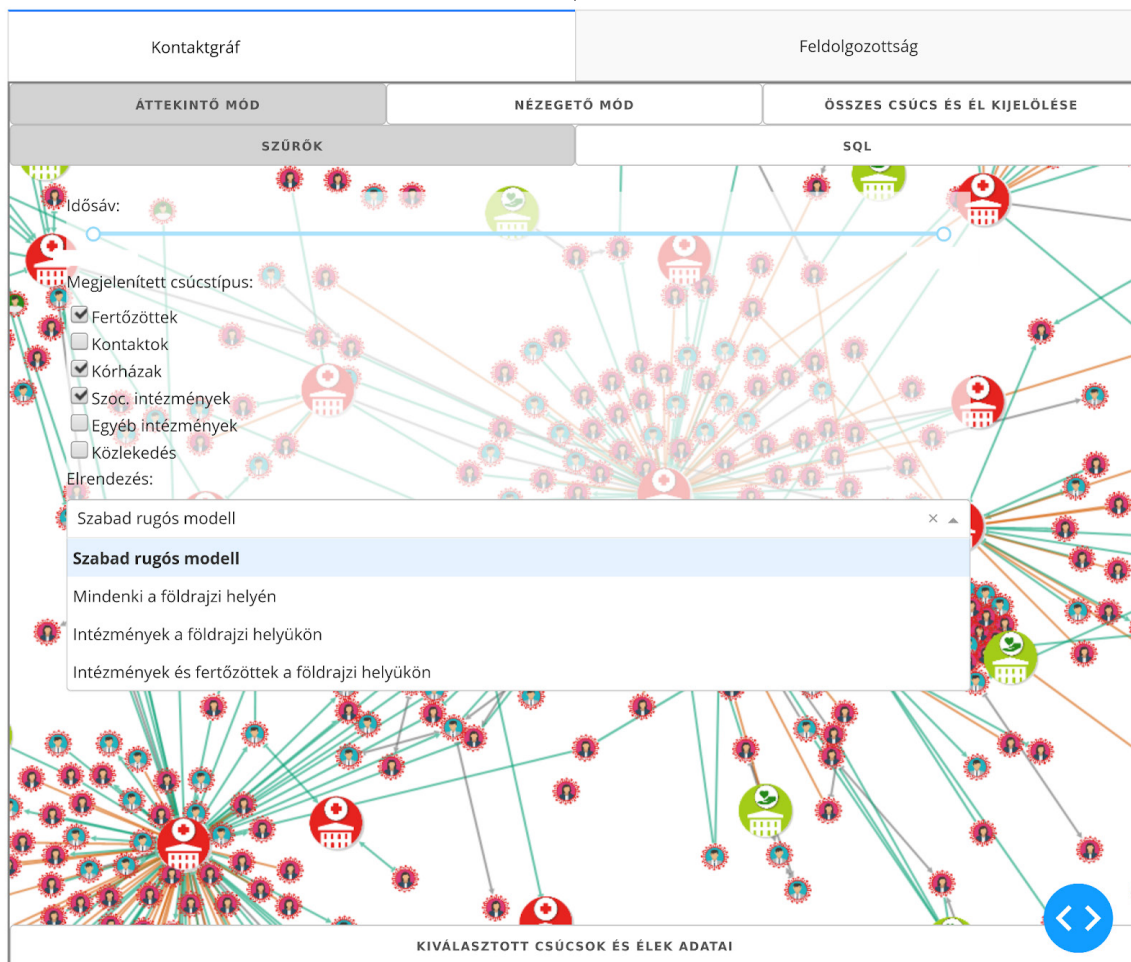 Kontaktgráf
Feldolgozottság
ÁTTEKINTŐ MÓD
NÉZEGETŐ MÓD
ÖSSZES CSÚCS ÉS ÉL KIJELÖLÉSE
SZŰRŐK
SQL
Idősáv:
Megjelenített csúcstípus:
Fertőzöttek
Kontaktok
Kórházak
Szoc. intézmények
Egyéb intézmények
Közlekedés
Elrendezés:
Szabad rugós modell
Szabad rugós modell
Mindenki a földrajzi helyén
Intézmények a földrajzi helyükön
Intézmények és fertőzöttek a földrajzi helyükön
KIVÁLASZTOTT CSÚCSOK ÉS ÉLEK ADATAI